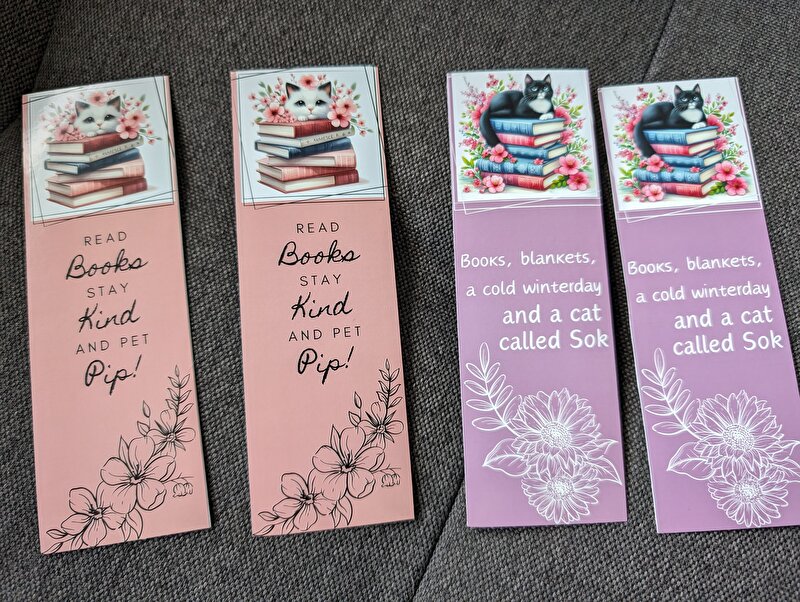 READ
Books
STAY
Kind
AND PET
Pip!
READ
Books
STAY
Kind
AND PET
Pip!
Books, blankets,
a cold winterday
and a cat
called Sok
Books, blankets,
a cold winterday
and a cat
called Sok